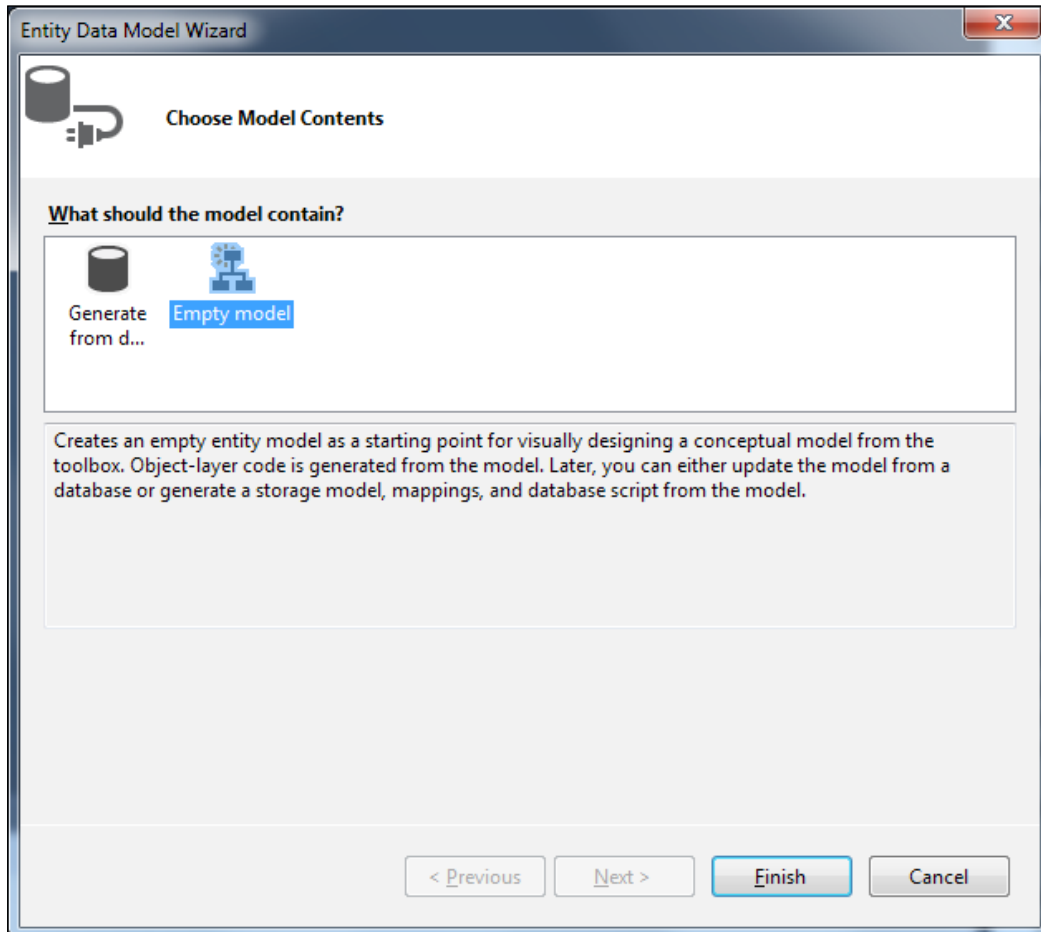 Entity Data Model Wizard
Choose Model Contents
What should the model contain?
Generate
from d...
Empty model
Creates an empty entity model as a starting point for visually designing a conceptual model from the
toolbox. Object-layer code is generated from the model. Later, you can either update the model from a
database or generate a storage model, mappings, and database script from the model.
< Previous
Next >
Finish
Cancel